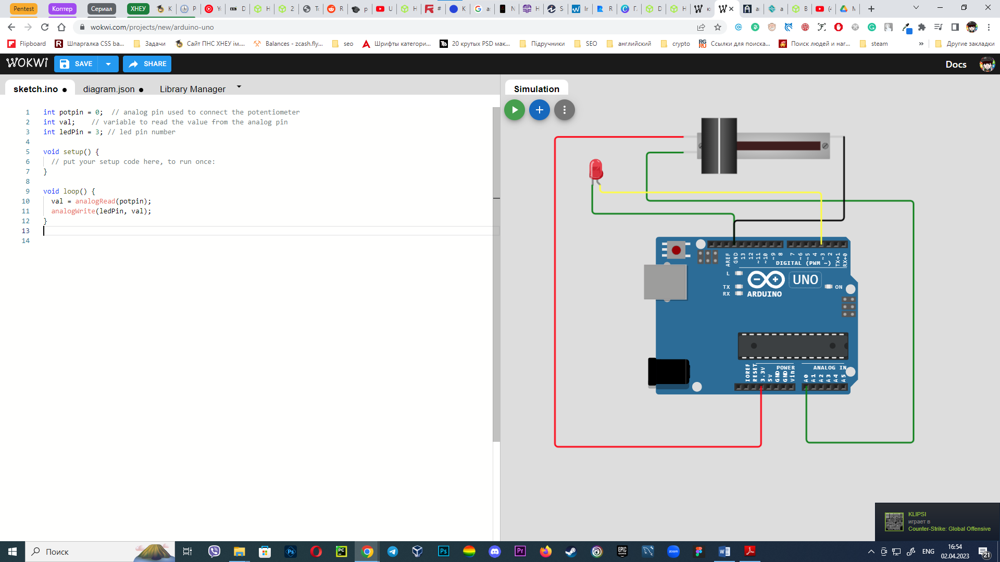 Pentest
Коптер
Сериал
ХНЕУ
wokwi.com/projects/new/arduino-uno
Flipboard
Шпаргалка CSS ba...
Задачи
Сайт ПНС ХНЕУ ім....
Balances - zcash.fly...
seo
Шрифты категори...
20 крутых PSD мак...
Підручники
SEO
английский
crypto
Ссылки для поиска...
Поиск людей и наг...
steam
»
Другие закладки
WOKWI
SAVE
SHARE
Docs
sketch.ino ●
diagram.json ●
Library Manager
Simulation
1 int potpin = 0;  // analog pin used to connect the potentiometer
2 int val;    // variable to read the value from the analog pin
3 int ledPin = 3; // led pin number
4
5 void setup() {
6   // put your setup code here, to run once:
7 }
8
9 void loop() {
10   val = analogRead(potpin);
11   analogWrite(ledPin, val);
12 }
13
14
AREF
GND
13
12
~11
~10
~9
8
7
~6
~5
4
~3
2
TX→1
RX←0
DIGITAL (PWM ~)
L
TX
RX
UNO
ON
ARDUINO
POWER
ANALOG IN
IOREF
RESET
3.3V
5V
GND
GND
Vin
A0
A1
A2
A3
A4
A5
KLIPSI
играет в
Counter-Strike: Global Offensive
Поиск
ENG
16:54
02.04.2023
21